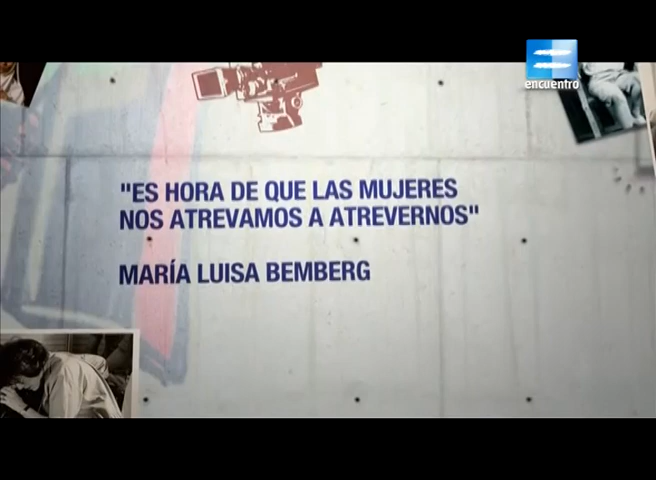 encuentro
"ES HORA DE QUE LAS MUJERES
NOS ATREVAMOS A ATREVERNOS"
MARÍA LUISA BEMBERG